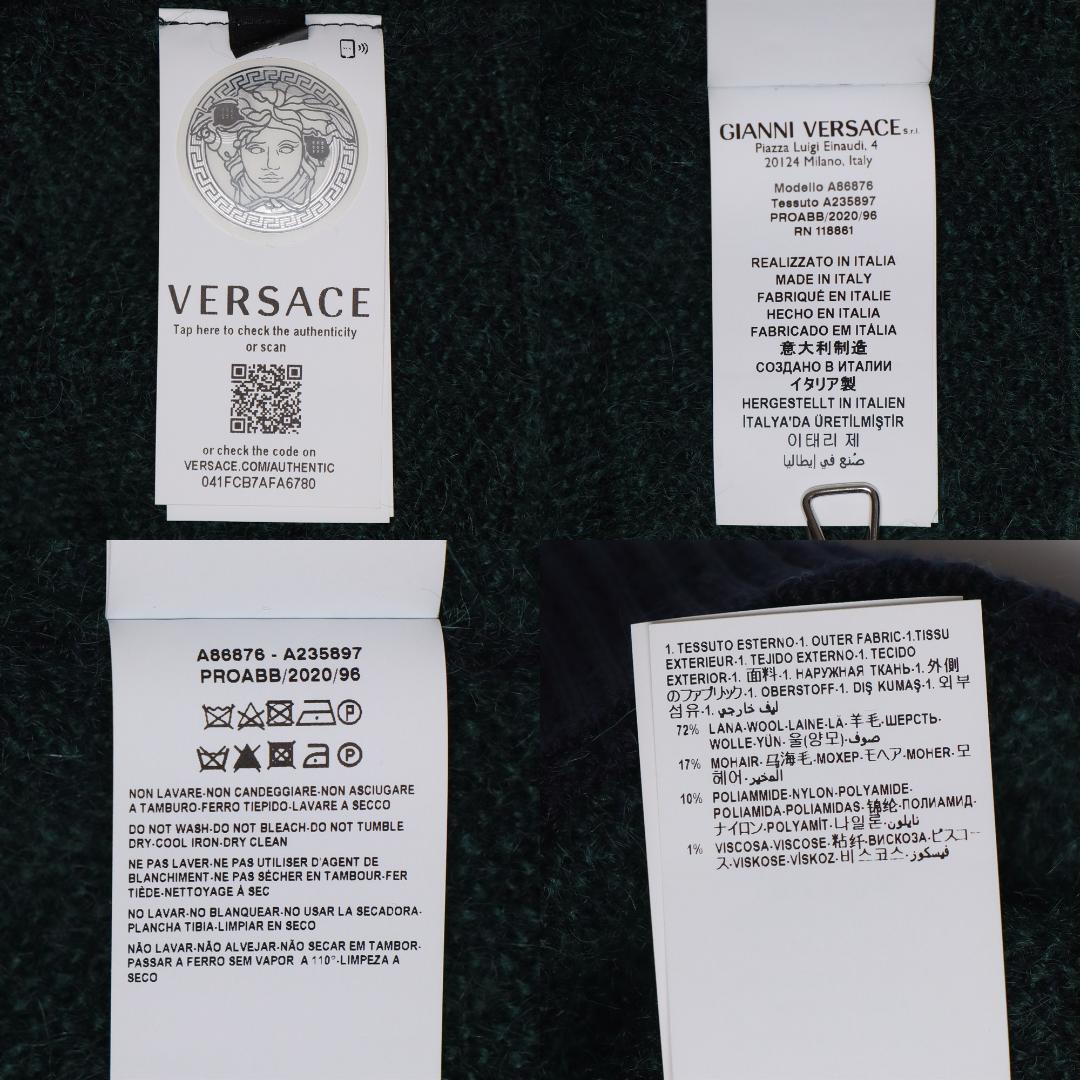 VERSACE
Tap here to check the authenticity
or scan
or check the code on
VERSACE.COM/AUTHENTIC
041FCB7AFA6780
GIANNI VERSACE S.r.l.
Piazza Luigi Einaudi, 4
20124 Milano, Italy
Modello A86876
Tessuto A235897
PROABB/2020/96
RN 118861
REALIZZATO IN ITALIA
MADE IN ITALY
FABRIQUÉ EN ITALIE
HECHO EN ITALIA
FABRICADO EM ITÁLIA
意大利制造
СОЗДАНО В ИТАЛИИ
イタリア製
HERGESTELLT IN ITALIEN
İTALYA'DA ÜRETİLMİŞTİR
이태리 제
صُنع في إيطاليا
A86876 - A235897
PROABB/2020/96
P
P
NON LAVARE-NON CANDEGGIARE-NON ASCIUGARE
A TAMBURO-FERRO TIEPIDO-LAVARE A SECCO
DO NOT WASH-DO NOT BLEACH-DO NOT TUMBLE
DRY-COOL IRON-DRY CLEAN
NE PAS LAVER-NE PAS UTILISER D'AGENT DE
BLANCHIMENT-NE PAS SÉCHER EN TAMBOUR-FER
TIÈDE-NETTOYAGE À SEC
NO LAVAR-NO BLANQUEAR-NO USAR LA SECADORA-
PLANCHA TIBIA-LIMPIAR EN SECO
NÃO LAVAR-NÃO ALVEJAR-NÃO SECAR EM TAMBOR-
PASSAR A FERRO SEM VAPOR A 110°-LIMPEZA A
SECO
1. TESSUTO ESTERNO-1. OUTER FABRIC-1.TISSU
EXTERIEUR-1. TEJIDO EXTERNO-1. TECIDO
EXTERIOR-1. 面料-1. НАРУЖНАЯ ТКАНЬ-1. 外側
のファブリック-1. OBERSTOFF-1. DIŞ KUMAŞ-1. 외부
섬유-1. ليف خارجي
72% LANA-WOOL-LAINE-LÃ-羊毛-ШЕРСТЬ-
WOLLE-YÜN-울(양모)-صوف
17% MOHAIR-马海毛-МОХЕР-モヘア-MOHER-모
헤어-المخير
10% POLIAMMIDE-NYLON-POLYAMIDE-
POLIAMIDA-POLIAMIDAS-锦纶-ПОЛИАМИД-
ナイロン-POLYAMİT-나일론-نايلون
1% VISCOSA-VISCOSE-粘纤-ВИСКОЗА-ビスコー
ス-VISKOSE-VİSKOZ-비스코스-فيسكوز